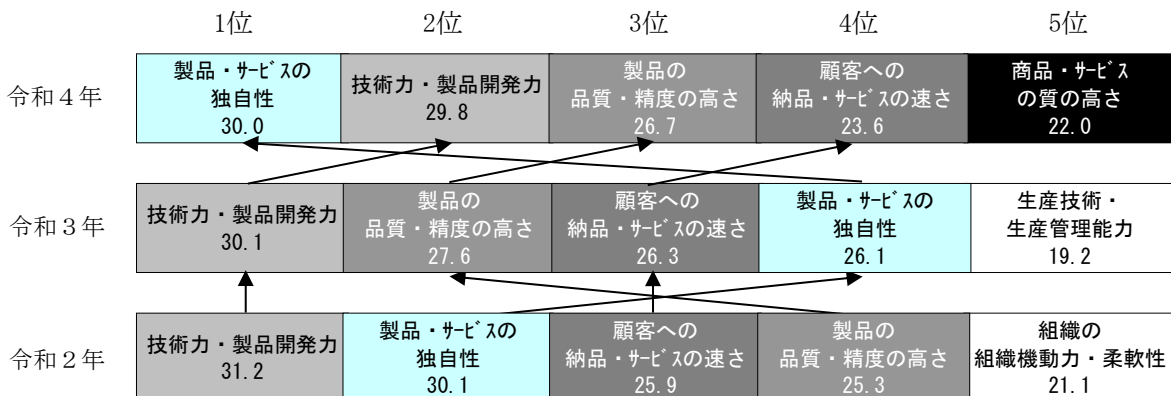 1位 2位 3位 4位 5位
令和４年
製品・ｻｰﾋﾞｽの
独自性
30.0
技術力・製品開発力
29.8
製品の
品質・精度の高さ
26.7
顧客への
納品・ｻｰﾋﾞｽの速さ
23.6
商品・ｻｰﾋﾞｽ
の質の高さ
22.0
令和３年
技術力・製品開発力
30.1
製品の
品質・精度の高さ
27.6
顧客への
納品・ｻｰﾋﾞｽの速さ
26.3
製品・ｻｰﾋﾞｽの
独自性
26.1
生産技術・
生産管理能力
19.2
令和２年
技術力・製品開発力
31.2
製品・ｻｰﾋﾞｽの
独自性
30.1
顧客への
納品・ｻｰﾋﾞｽの速さ
25.9
製品の
品質・精度の高さ
25.3
組織の
組織機動力・柔軟性
21.1